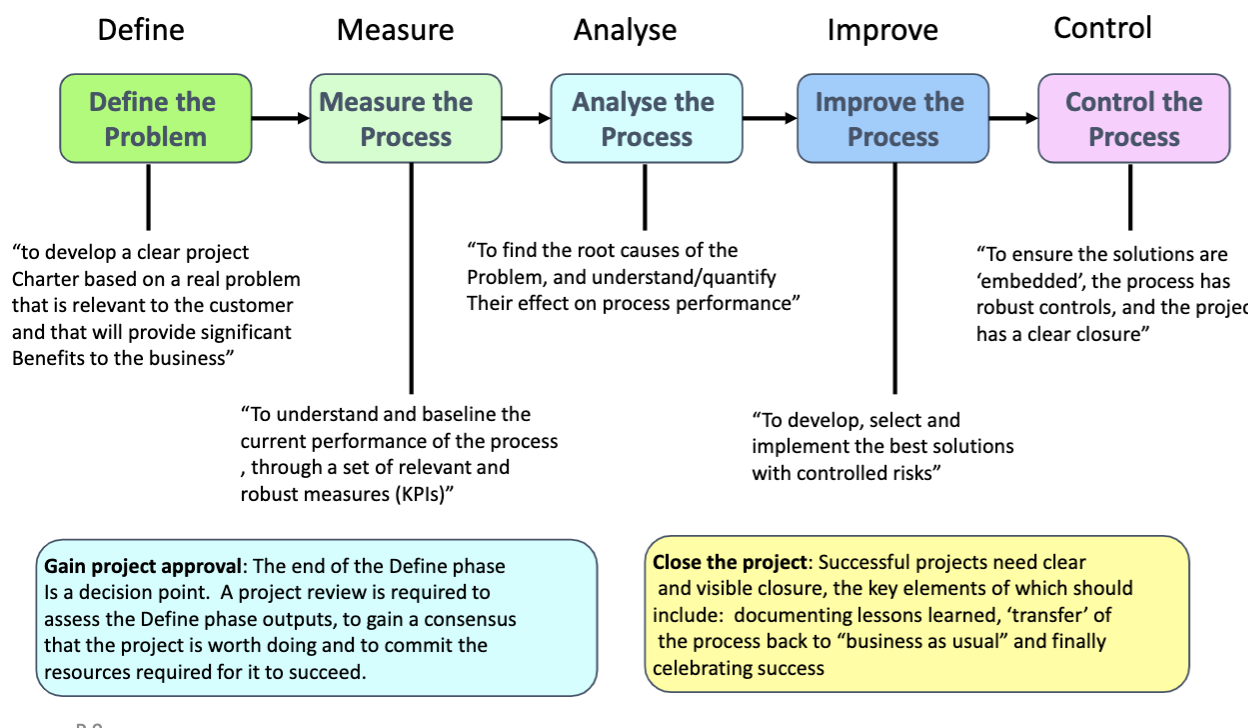 Define
Measure
Analyse
Improve
Control
Define the
Problem
Measure the
Process
Analyse the
Process
Improve the
Process
Control the
Process
“to develop a clear project
Charter based on a real problem
that is relevant to the customer
and that will provide significant
Benefits to the business”
“To understand and baseline the
current performance of the process
, through a set of relevant and
robust measures (KPIs)”
“To find the root causes of the
Problem, and understand/quantify
Their effect on process performance”
“To develop, select and
implement the best solutions
with controlled risks”
“To ensure the solutions are
‘embedded’, the process has
robust controls, and the projec
has a clear closure”
Gain project approval: The end of the Define phase
Is a decision point. A project review is required to
assess the Define phase outputs, to gain a consensus
that the project is worth doing and to commit the
resources required for it to succeed.
Close the project: Successful projects need clear
and visible closure, the key elements of which should
include: documenting lessons learned, ‘transfer’ of
the process back to “business as usual” and finally
celebrating success